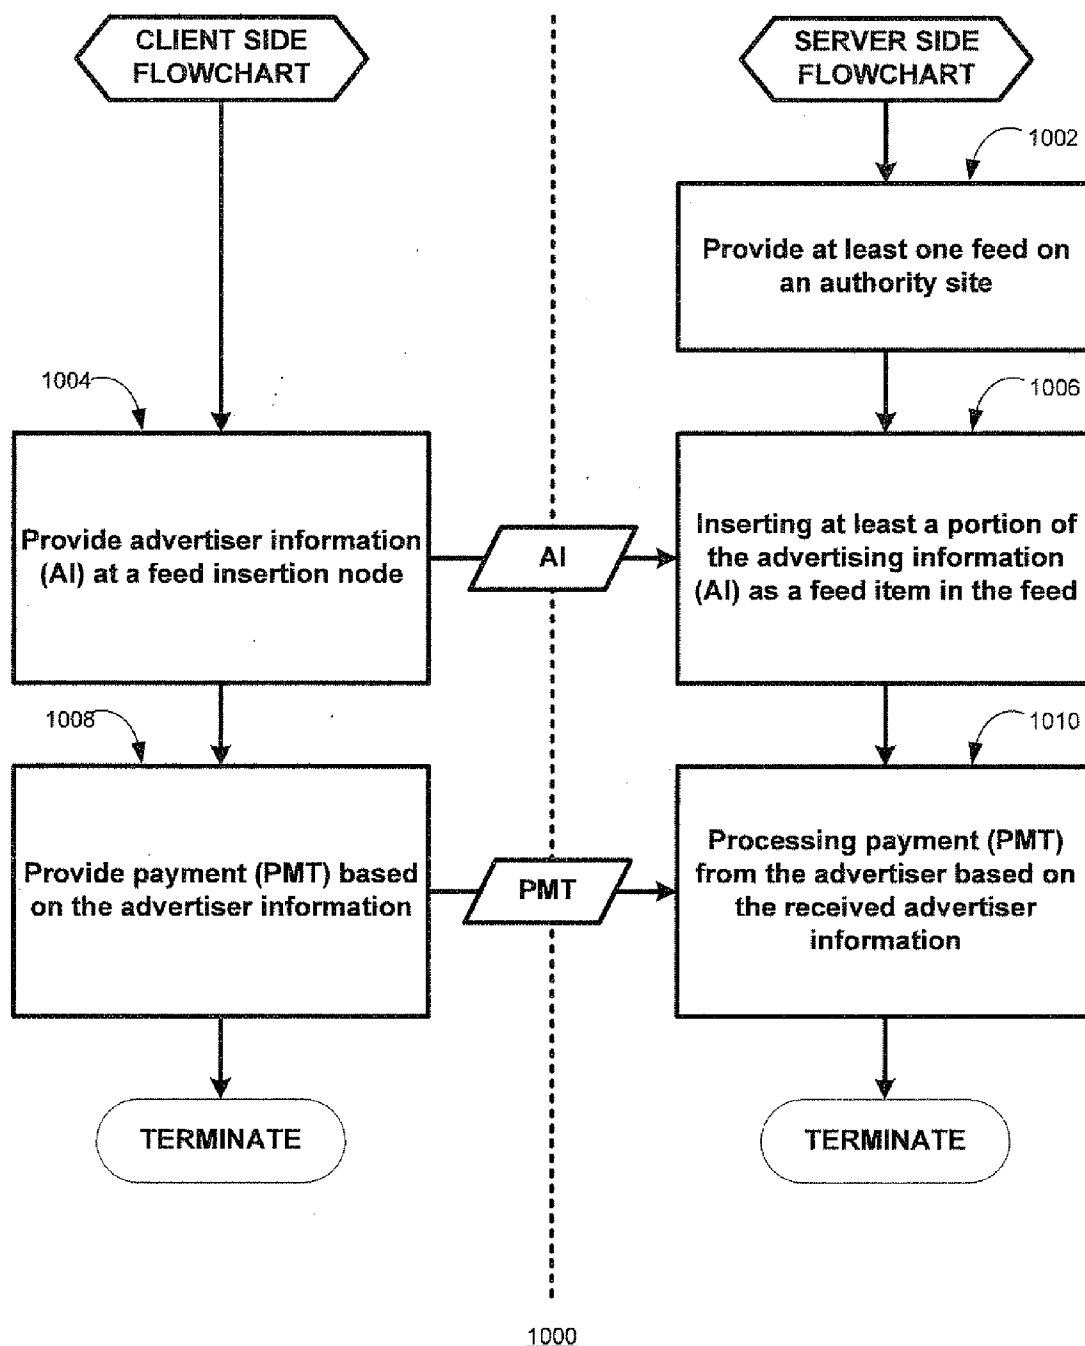 CLIENT SIDE
FLOWCHART
SERVER SIDE
FLOWCHART
1002
Provide at least one feed on
an authority site
1004
1006
Provide advertiser information
(AI) at a feed insertion node
AI
Inserting at least a portion of
the advertising information
(AI) as a feed item in the feed
1008
1010
Provide payment (PMT) based
on the advertiser information
PMT
Processing payment (PMT)
from the advertiser based on
the received advertiser
information
TERMINATE
TERMINATE
1000